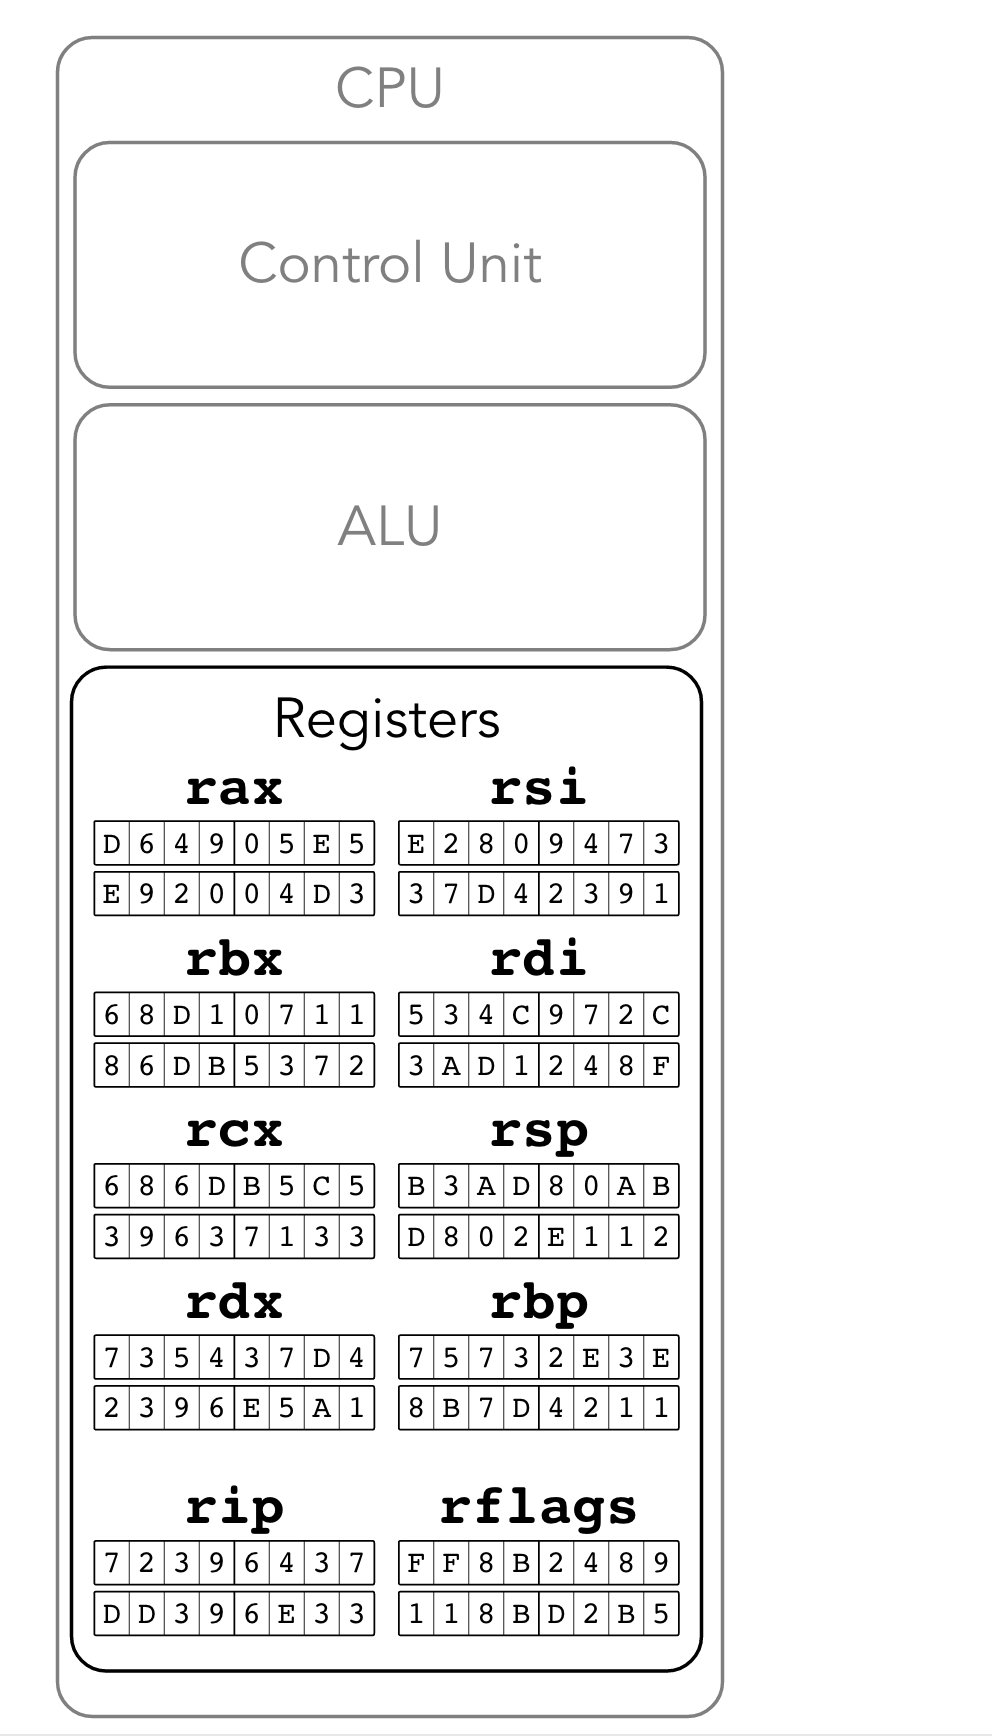 CPU
Control Unit
ALU
Registers
rax rsi
D 6 4 9 0 5 E 5 E 2 8 0 9 4 7 3
E 9 2 0 0 4 D 3 3 7 D 4 2 3 9 1
rbx rdi
6 8 D 1 0 7 1 1 5 3 4 C 9 7 2 C
8 6 D B 5 3 7 2 3 A D 1 2 4 8 F
rcx rsp
6 8 6 D B 5 C 5 B 3 A D 8 0 A B
3 9 6 3 7 1 3 3 D 8 0 2 E 1 1 2
rdx rbp
7 3 5 4 3 7 D 4 7 5 7 3 2 E 3 E
2 3 9 6 E 5 A 1 8 B 7 D 4 2 1 1
rip rflags
7 2 3 9 6 4 3 7 F F 8 B 2 4 8 9
D D 3 9 6 E 3 3 1 1 8 B D 2 B 5